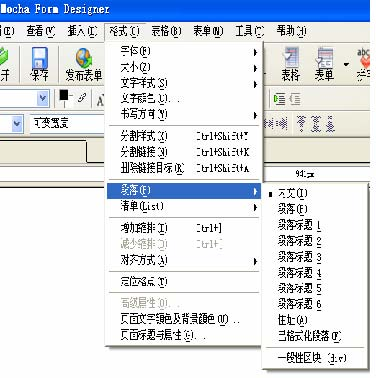 Mocha Form Designer
查看(V) 插入(I) 格式(O) 表格(B) 表单(N) 工具(T) 帮助(H)
开 保存 发布表单 表格 表单
可变宽度
字体(F)
大小(Z)
文字样式(S)
文字颜色(C)...
书写方向(W)
分割样式(X) Ctrl+Shift+Y
分割链接(N) Ctrl+Shift+K
删除链接目标(R) Ctrl+Shift+A
段落(P)
清单(List)
增加缩排(I) Ctrl+]
减少缩排(D) Ctrl+[
对齐方式(A)
定位格点(T)
高级属性(D)...
页面文字颜色及背景颜色(U)...
页面标题与属性(G)...
941px
内文(T)
段落(P)
段落标题 1
段落标题 2
段落标题 3
段落标题 4
段落标题 5
段落标题 6
住址(A)
已格式化段落(F)
一般性区块 (div)